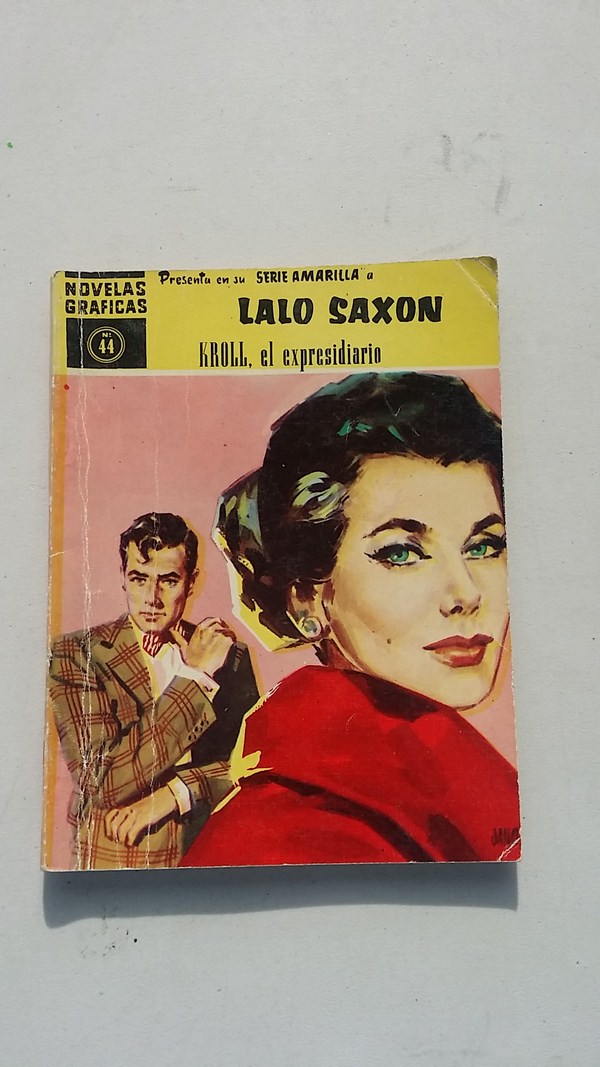 NOVELAS
GRAFICAS
Nº
44
Presenta en su "SERIE AMARILLA" a
LALO SAXON
KROLL, el expresidiario